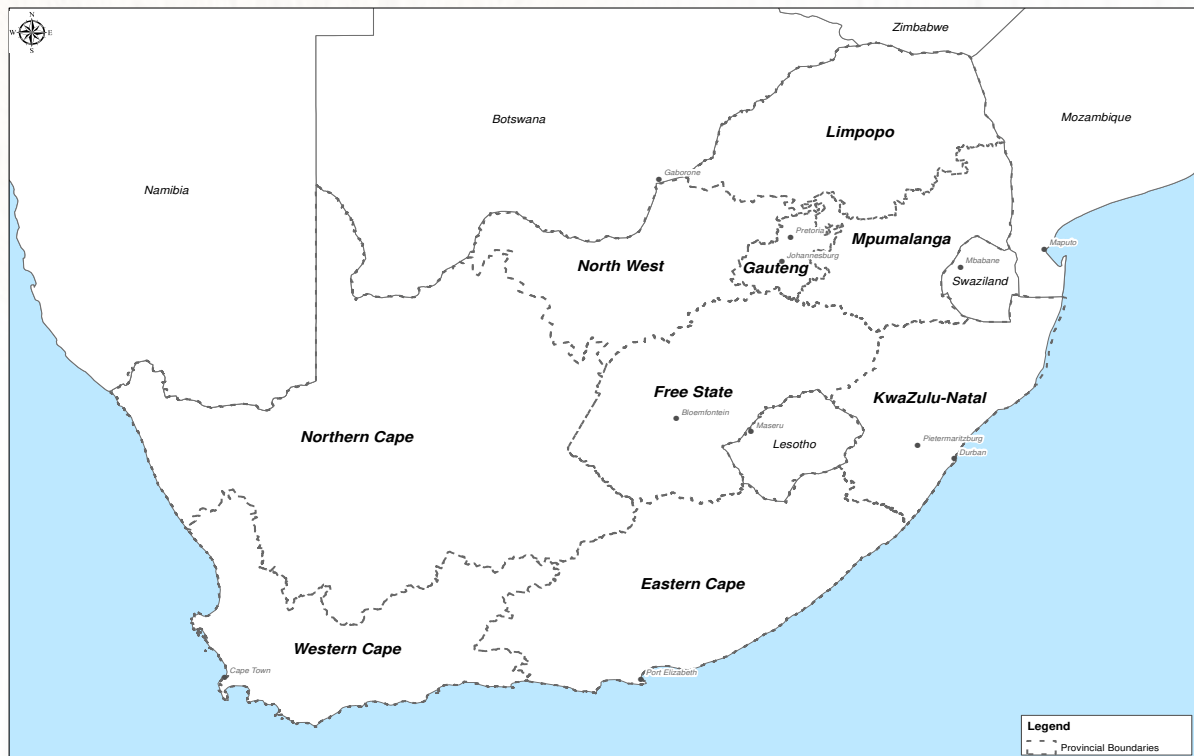 N
W E
S
Zimbabwe
Mozambique
Botswana
Limpopo
Namibia
Gaborone
Pretoria
Mpumalanga
Maputo
North West
Johannesburg
Gauteng
Mbabane
Swaziland
Free State
KwaZulu-Natal
Bloemfontein
Maseru
Northern Cape
Lesotho
Pietermaritzburg
Durban
Eastern Cape
Western Cape
Cape Town
Port Elizabeth
Legend
Provincial Boundaries